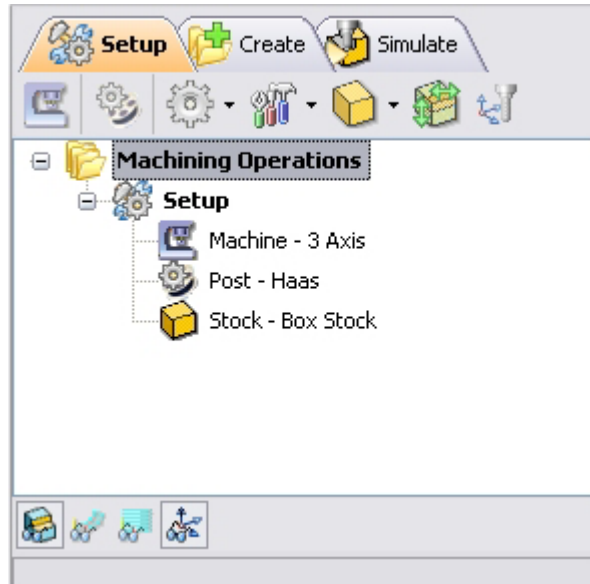 Setup Create Simulate
Machining Operations
Setup
Machine - 3 Axis
Post - Haas
Stock - Box Stock